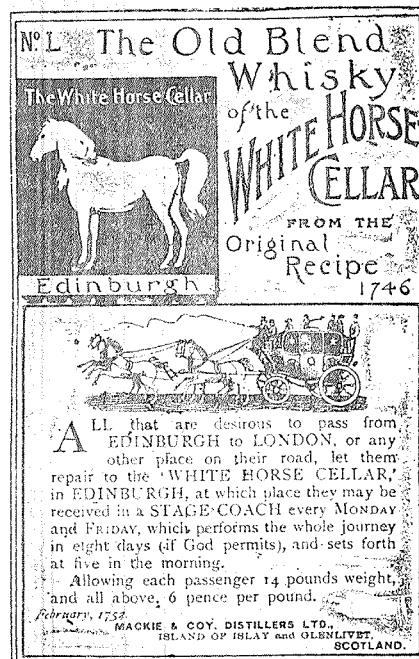 No. L The Old Blend
Whisky
of the
WHITE HORSE
CELLAR
FROM THE
Original
Recipe
1746
The White Horse Cellar
Edinburgh
ALL that are desirous to pass from
EDINBURGH to LONDON, or any
other place on their road, let them
repair to the 'WHITE HORSE CELLAR,'
in EDINBURGH, at which place they may be
received in a STAGE COACH every MONDAY
and FRIDAY, which performs the whole journey
in eight days (if God permits), and sets forth
at five in the morning.
Allowing each passenger 14 pounds weight,
and all above, 6 pence per pound.
February, 1754.
MACKIE & COY. DISTILLERS LTD.,
ISLAND OF ISLAY and GLENLIVET,
SCOTLAND.